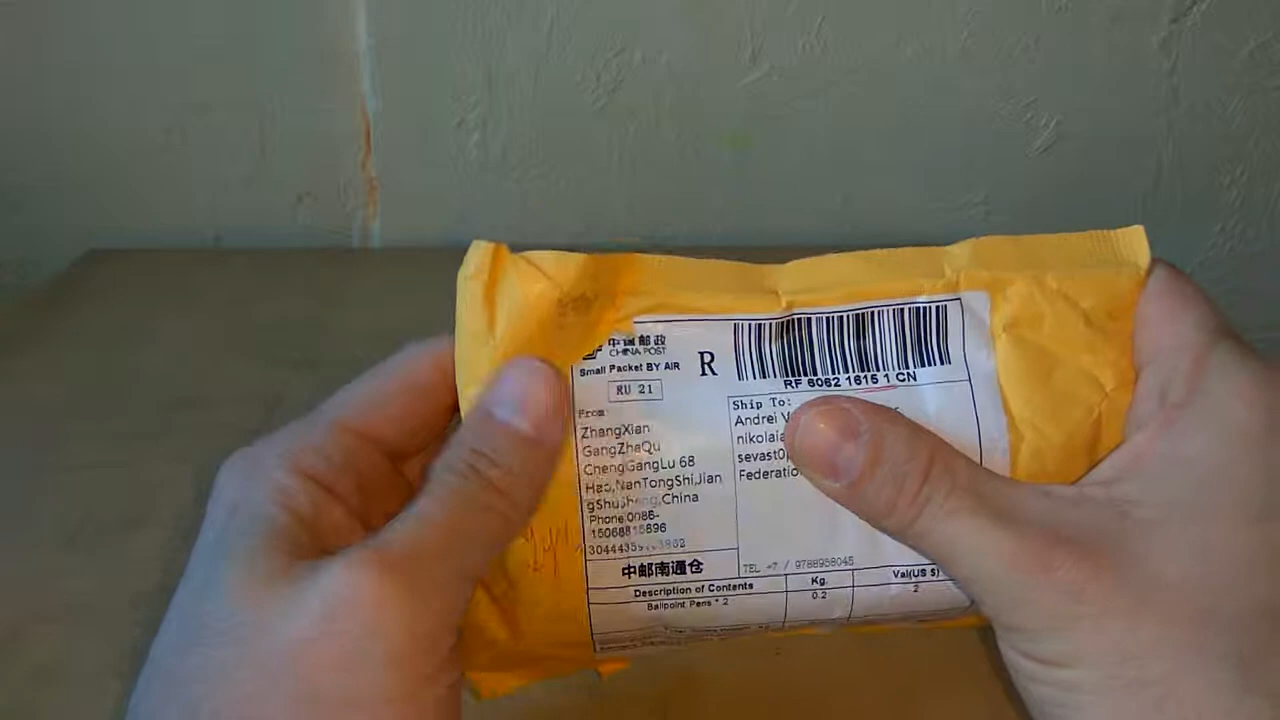 中国邮政
CHINA POST
Small Packet BY AIR
R
RU 21
RF 6062 1615 1 CN
From:
ZhangXian
GangZhaQu
ChengGangLu 68
Hao,NanTongShi,Jian
gShuSheng,China
Phone:0086-
15068815896
Ship To:
Andrei
sevast0
Federatio
TEL +7 / 9788958045
中邮南通仓
Description of Contents
Kg.
Val(US $)
Ballpoint Pens * 2
0.2
2